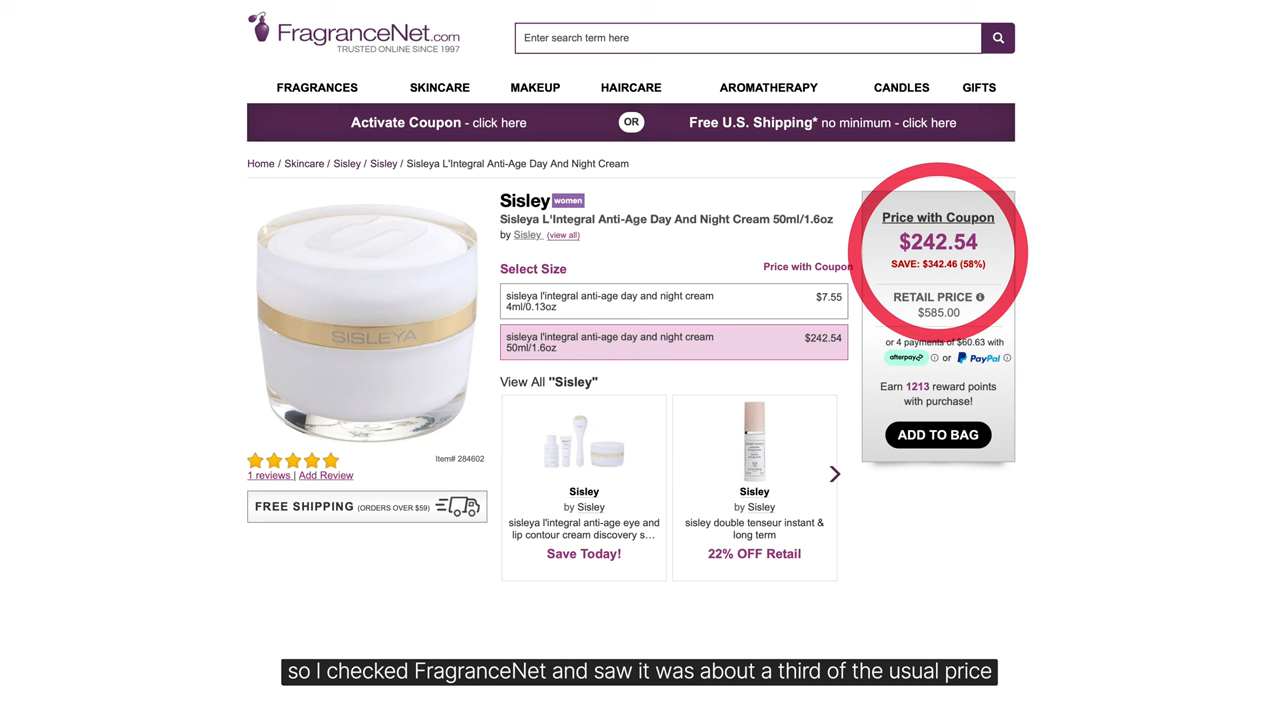 FragranceNet.com
TRUSTED ONLINE SINCE 1997
Enter search term here
FRAGRANCES SKINCARE MAKEUP HAIRCARE AROMATHERAPY CANDLES GIFTS
Activate Coupon - click here OR Free U.S. Shipping* no minimum - click here
Home / Skincare / Sisley / Sisley / Sisleya L'Integral Anti-Age Day And Night Cream
SISLEŸA
Item# 284602
1 reviews | Add Review
FREE SHIPPING (ORDERS OVER $59)
Sisley women
Sisleya L'Integral Anti-Age Day And Night Cream 50ml/1.6oz
by Sisley (view all)
Select Size Price with Coupon
sisleya l'integral anti-age day and night cream $7.55
4ml/0.13oz
sisleya l'integral anti-age day and night cream $242.54
50ml/1.6oz
View All "Sisley"
Sisley
by Sisley
sisleya l'integral anti-age eye and
lip contour cream discovery s...
Save Today!
Sisley
by Sisley
sisley double tenseur instant &
long term
22% OFF Retail
Price with Coupon
$242.54
SAVE: $342.46 (58%)
RETAIL PRICE
$585.00
or 4 payments of $60.63 with
afterpay or PayPal
Earn 1213 reward points
with purchase!
ADD TO BAG
so I checked FragranceNet and saw it was about a third of the usual price